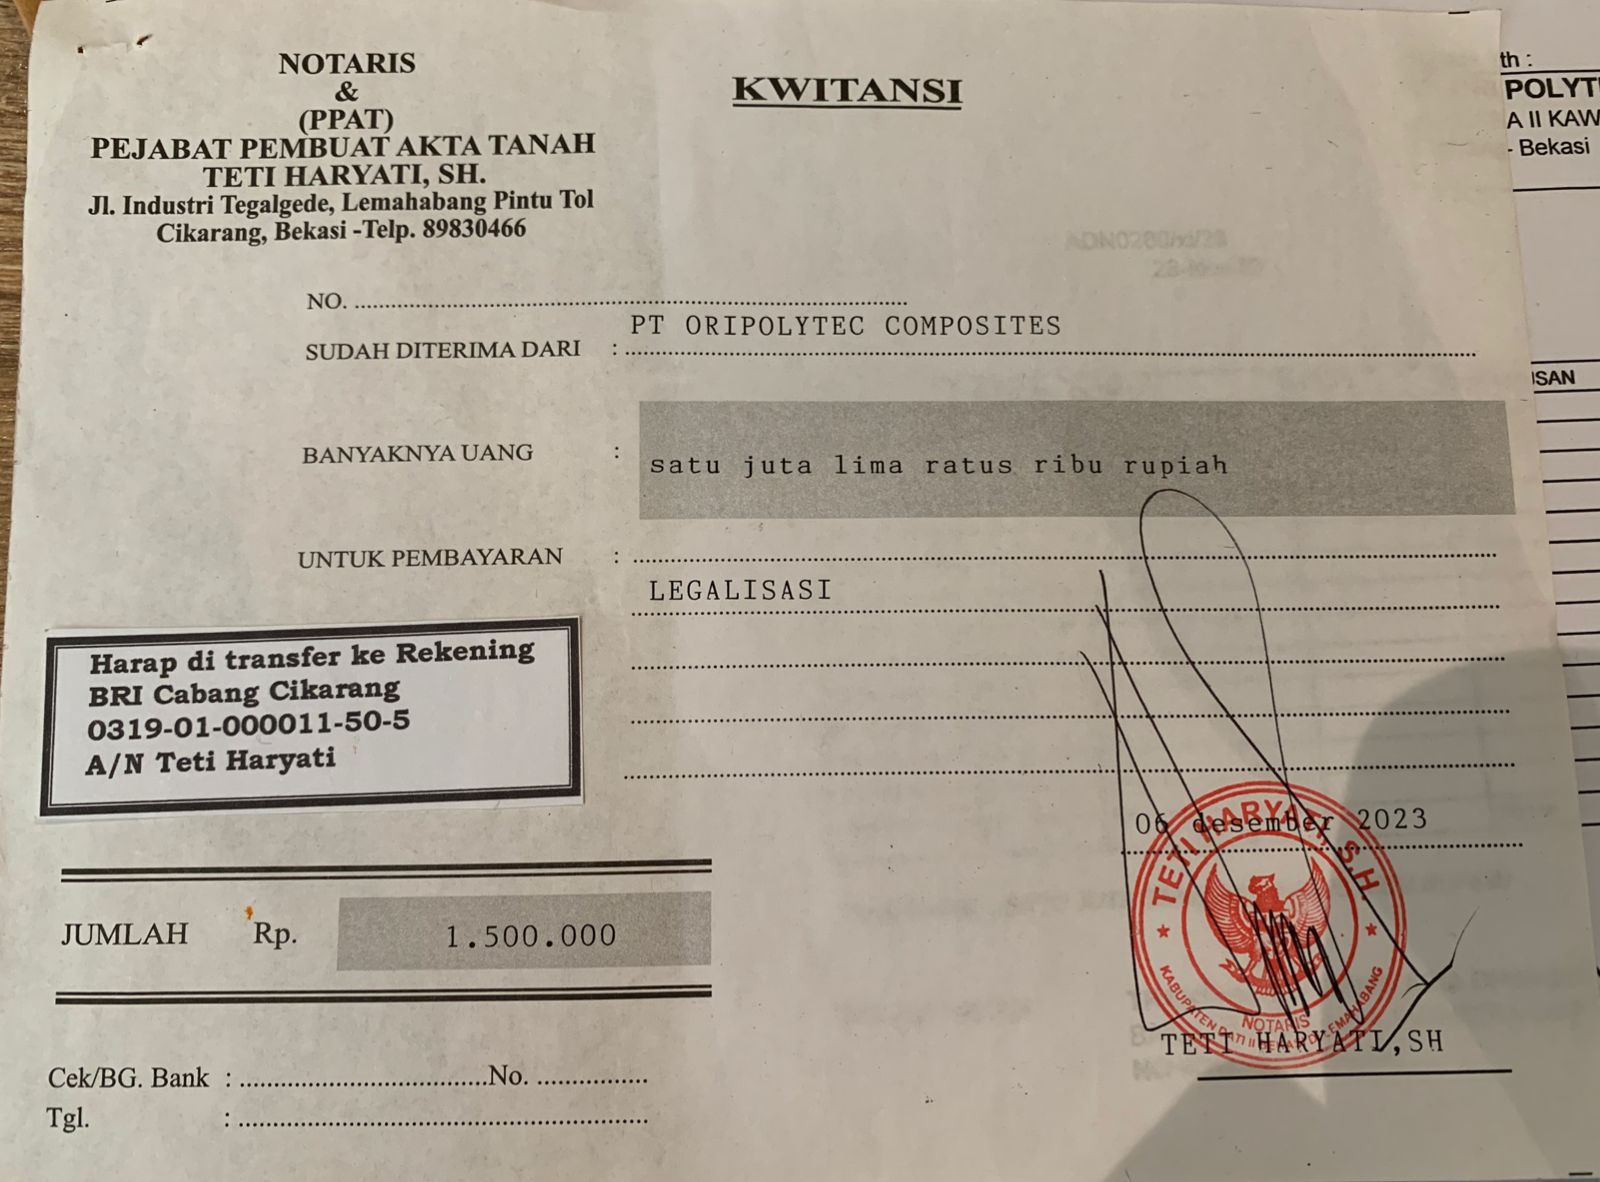 NOTARIS
&
(PPAT)
PEJABAT PEMBUAT AKTA TANAH
TETI HARYATI, SH.
Jl. Industri Tegalgede, Lemahabang Pintu Tol
Cikarang, Bekasi -Telp. 89830466
KWITANSI
NO. ....................
PT ORIPOLYTEC COMPOSITES
SUDAH DITERIMA DARI : ....................
BANYAKNYA UANG : satu juta lima ratus ribu rupiah
UNTUK PEMBAYARAN : ....................
LEGALISASI
Harap di transfer ke Rekening
BRI Cabang Cikarang
0319-01-000011-50-5
A/N Teti Haryati
06 desember 2023
JUMLAH Rp. 1.500.000
TETI HARYATI, S.H.
NOTARIS
KABUPATEN DATI II BEKASI DI LEMAHABANG
TETI HARYATI,SH
Cek/BG. Bank : ....................No. ....................
Tgl. : ....................
th :
POLYT
A II KAW
- Bekasi